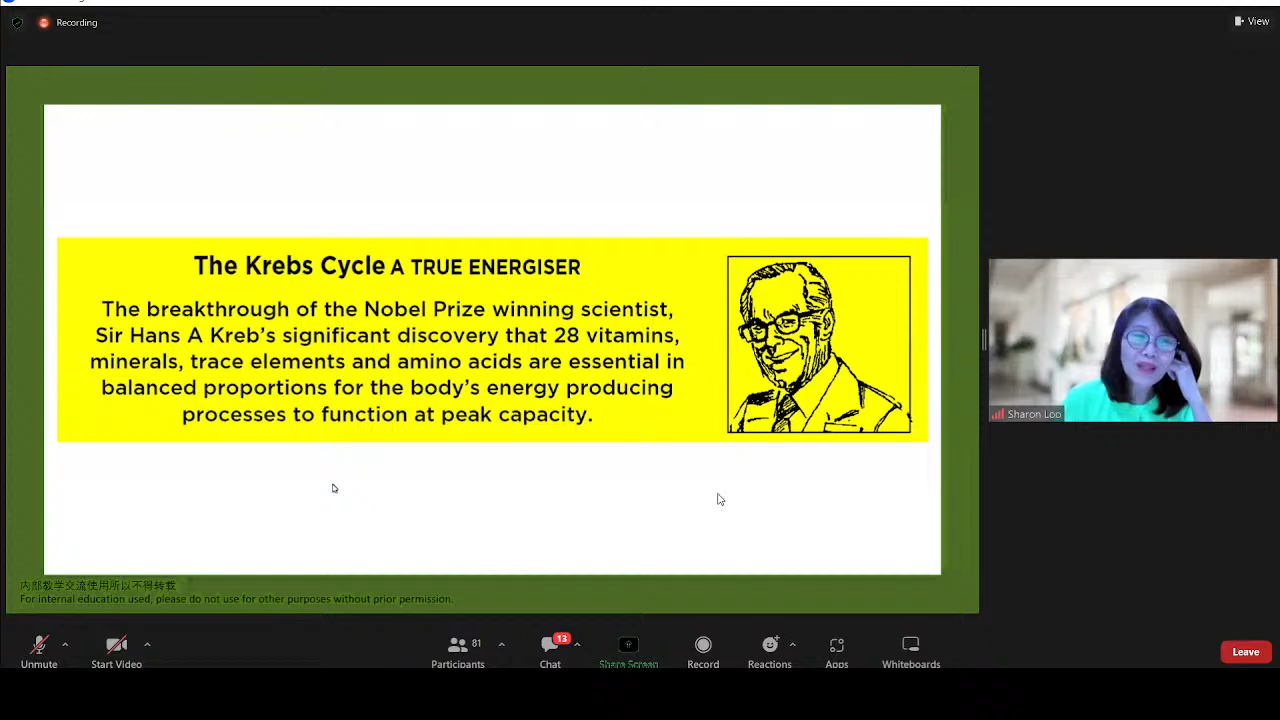 Recording
View
The Krebs Cycle A TRUE ENERGISER
The breakthrough of the Nobel Prize winning scientist,
Sir Hans A Kreb's significant discovery that 28 vitamins,
minerals, trace elements and amino acids are essential in
balanced proportions for the body's energy producing
processes to function at peak capacity.
Sharon Loo
内部教学交流使用所以不得转载
For internal education used, please do not use for other purposes without prior permission.
81
13
Unmute
Start Video
Participants
Chat
Share Screen
Record
Reactions
Apps
Whiteboards
Leave